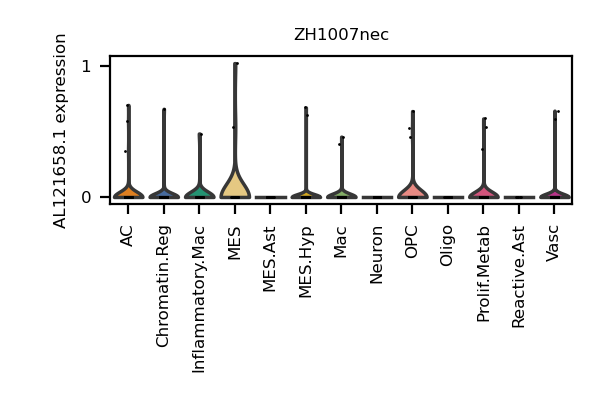 ZH1007nec
AL121658.1 expression
1
0
AC
Chromatin.Reg
Inflammatory.Mac
MES
MES.Ast
MES.Hyp
Mac
Neuron
OPC
Oligo
Prolif.Metab
Reactive.Ast
Vasc